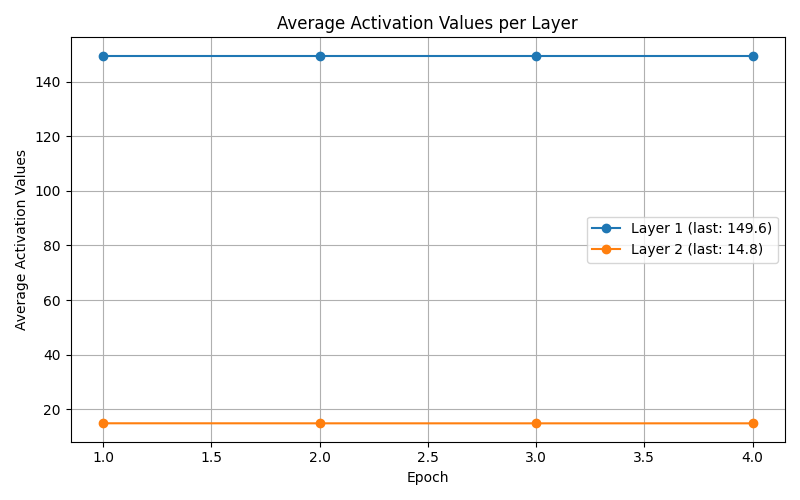 Average Activation Values per Layer
Average Activation Values
140
120
100
80
60
40
20
Layer 1 (last: 149.6)
Layer 2 (last: 14.8)
1.0
1.5
2.0
2.5
3.0
3.5
4.0
Epoch